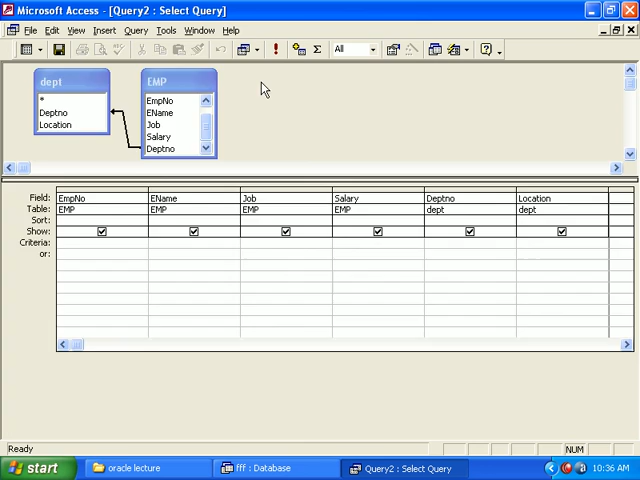 Microsoft Access - [Query2 : Select Query]
File Edit View Insert Query Tools Window Help
Σ All
dept
*
Deptno
Location
EMP
EmpNo
EName
Job
Salary
Deptno
Field: EmpNo EName Job Salary Deptno Location
Table: EMP EMP EMP EMP dept dept
Sort:
Show:
Criteria:
or:
Ready NUM
start oracle lecture fff : Database Query2 : Select Query 10:36 AM